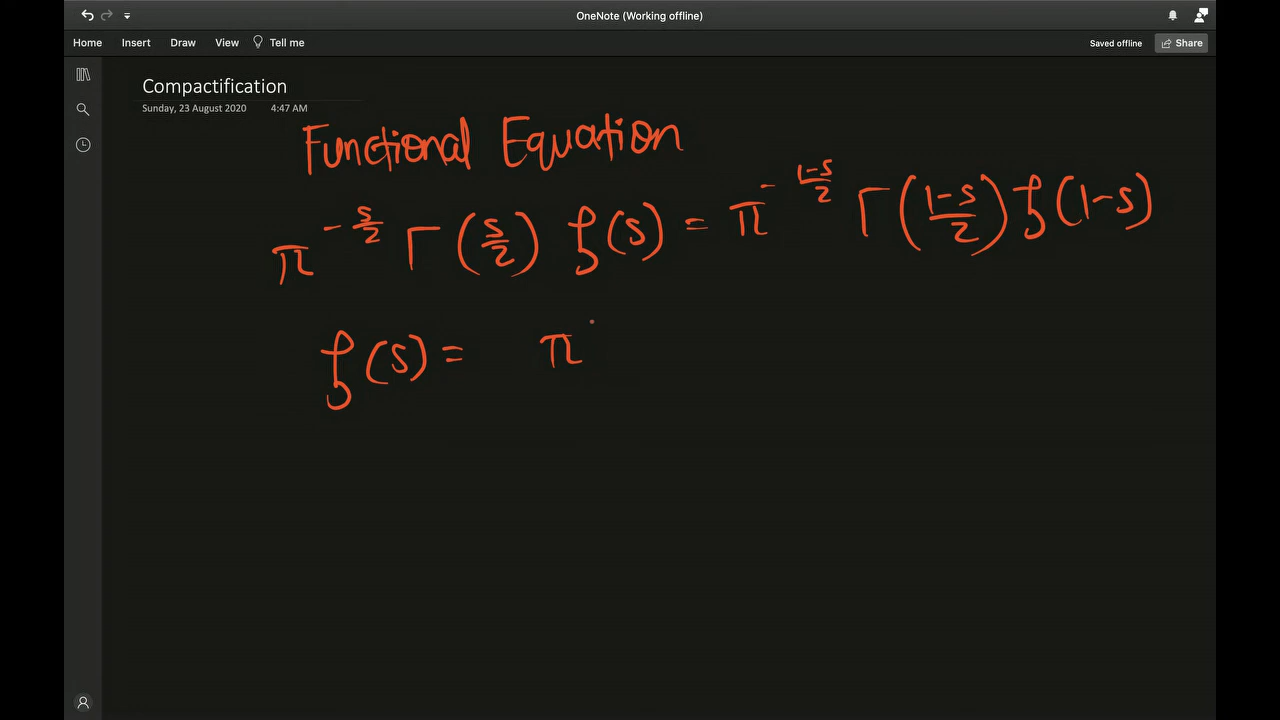 OneNote (Working offline)
Home Insert Draw View Tell me Saved offline Share
Compactification
Sunday, 23 August 2020 4:47 AM
Functional Equation
π^{-s/2} Γ(s/2) ζ(s) = π^{-(1-s)/2} Γ((1-s)/2) ζ(1-s)
ζ(s) = π